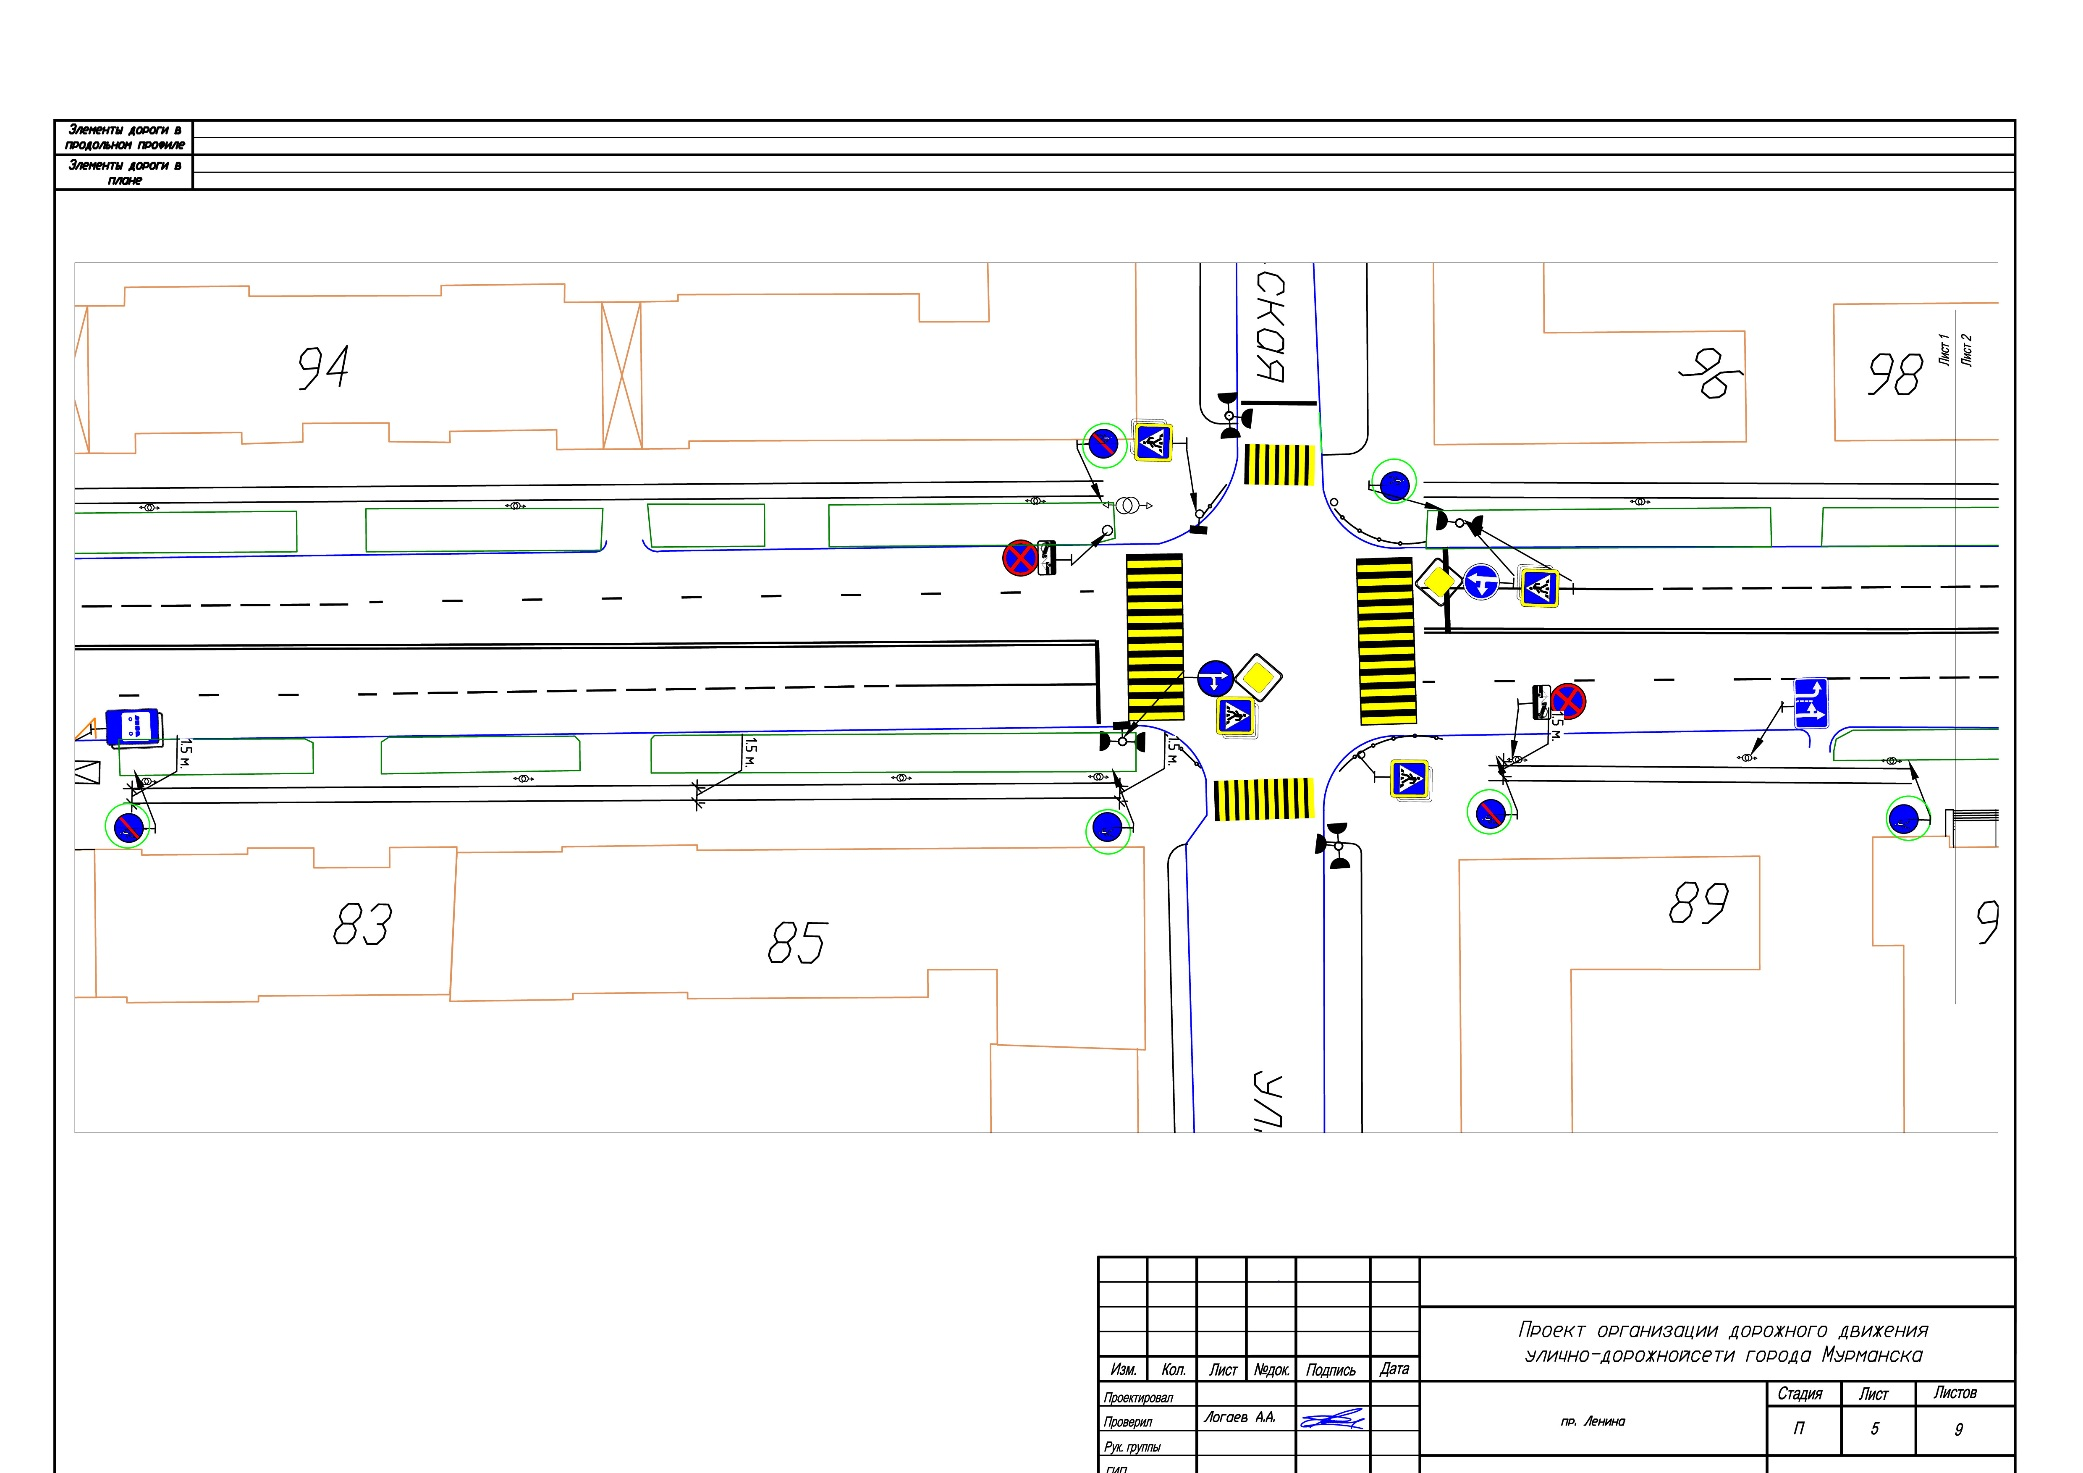 Элементы дороги в
продольном профиле
Элементы дороги в
плане
СКАЯ
94
96
98
Лист 1
Лист 2
1.5 м.
1.5 м.
1.5 м.
1.5 м.
83
85
89
9
УЛ.
Проект организации дорожного движения
улично-дорожнойсети города Мурманска
Изм. Кол. Лист №док. Подпись Дата
Проектировал
Проверил Логаев А.А.
Рук. группы
ГИП
пр. Ленина
Стадия Лист Листов
П 5 9